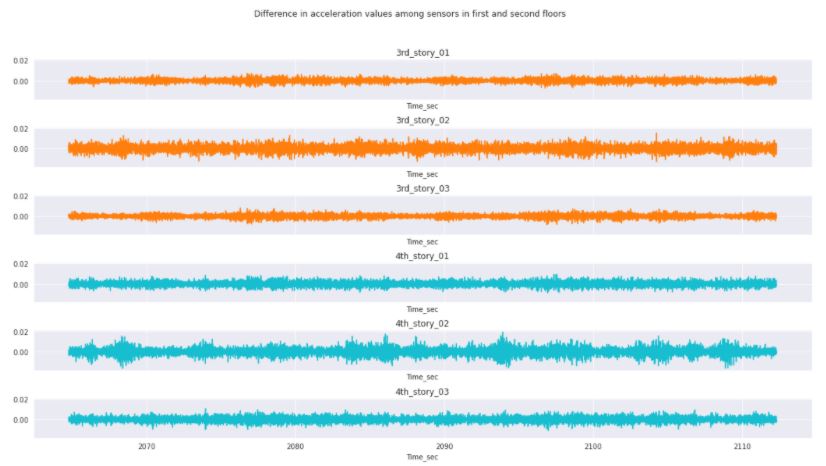 Difference in acceleration values among sensors in first and second floors
3rd_story_01
0.02
0.00
Time_sec
3rd_story_02
0.02
0.00
Time_sec
3rd_story_03
0.02
0.00
Time_sec
4th_story_01
0.02
0.00
Time_sec
4th_story_02
0.02
0.00
Time_sec
4th_story_03
0.02
0.00
2070 2080 2090 2100 2110
Time_sec